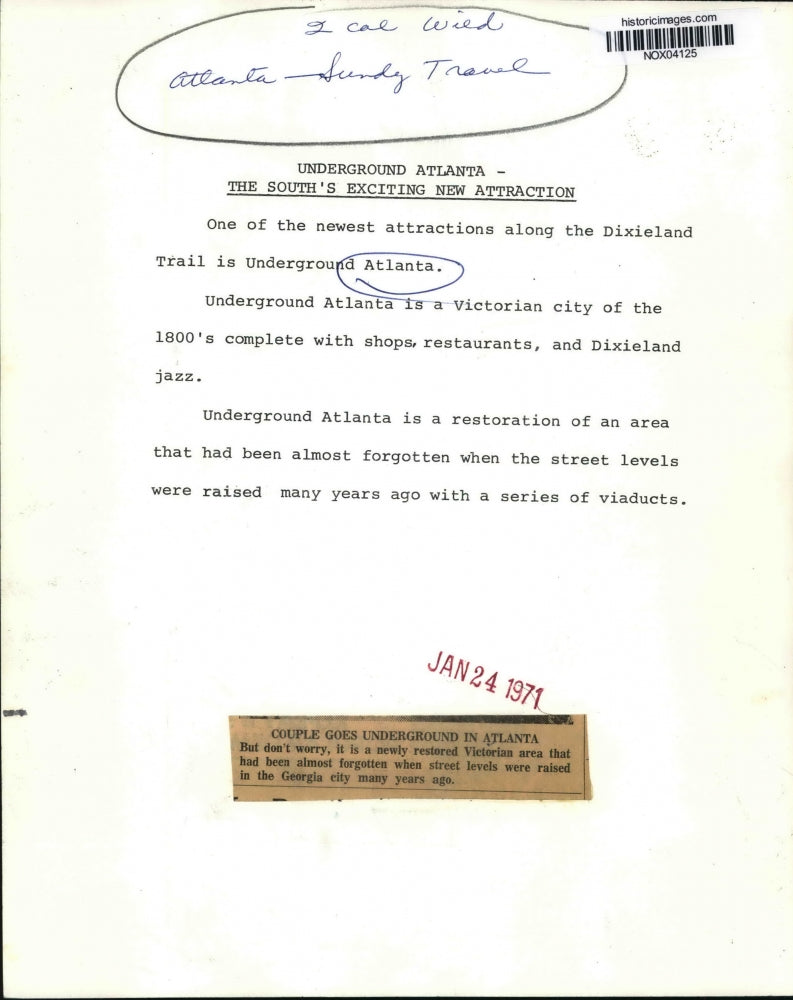 2 col Wied
Atlanta - Sundy Travel
historicimages.com
NOX04125
UNDERGROUND ATLANTA -
THE SOUTH'S EXCITING NEW ATTRACTION
One of the newest attractions along the Dixieland
Trail is Underground Atlanta.
Underground Atlanta is a Victorian city of the
1800's complete with shops, restaurants, and Dixieland
jazz.
Underground Atlanta is a restoration of an area
that had been almost forgotten when the street levels
were raised many years ago with a series of viaducts.
JAN 24 1971
COUPLE GOES UNDERGROUND IN ATLANTA
But don't worry, it is a newly restored Victorian area that
had been almost forgotten when street levels were raised
in the Georgia city many years ago.